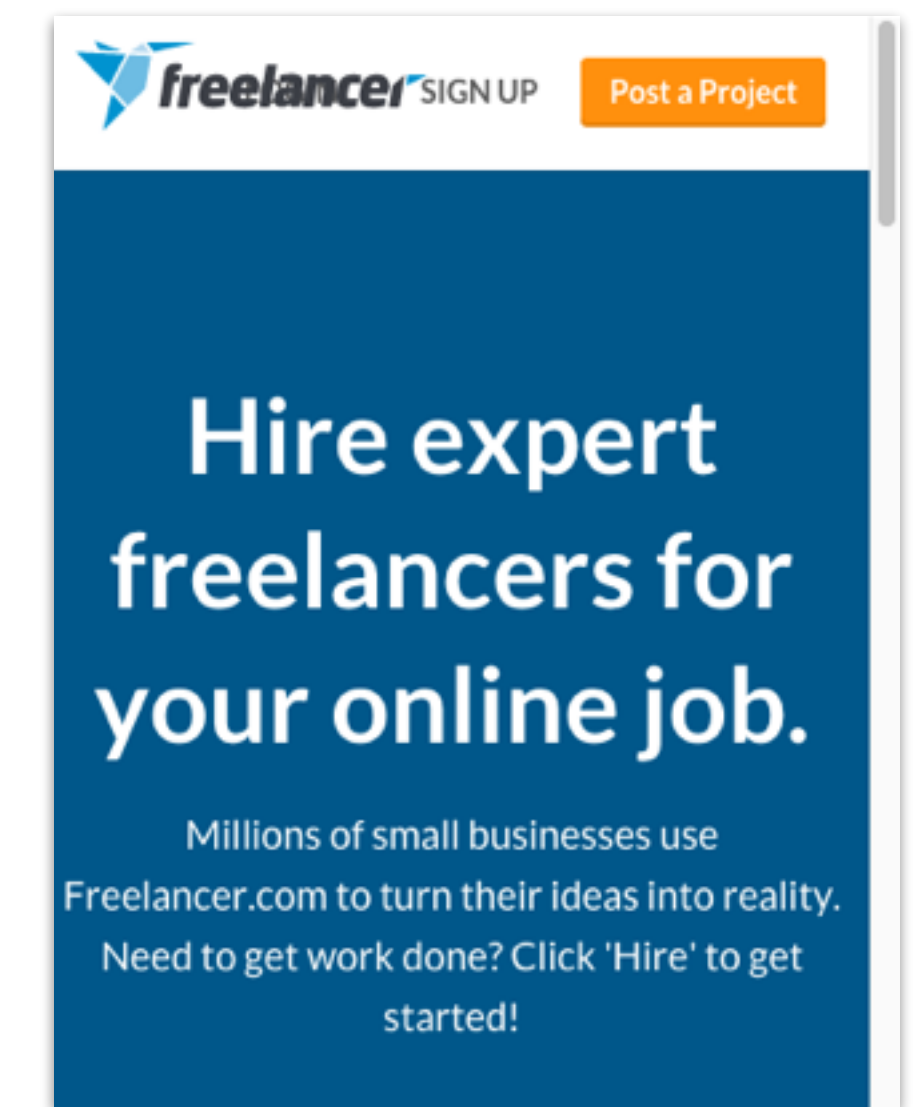 freelancer SIGN UP Post a Project
Hire expert
freelancers for
your online job.
Millions of small businesses use
Freelancer.com to turn their ideas into reality.
Need to get work done? Click 'Hire' to get
started!